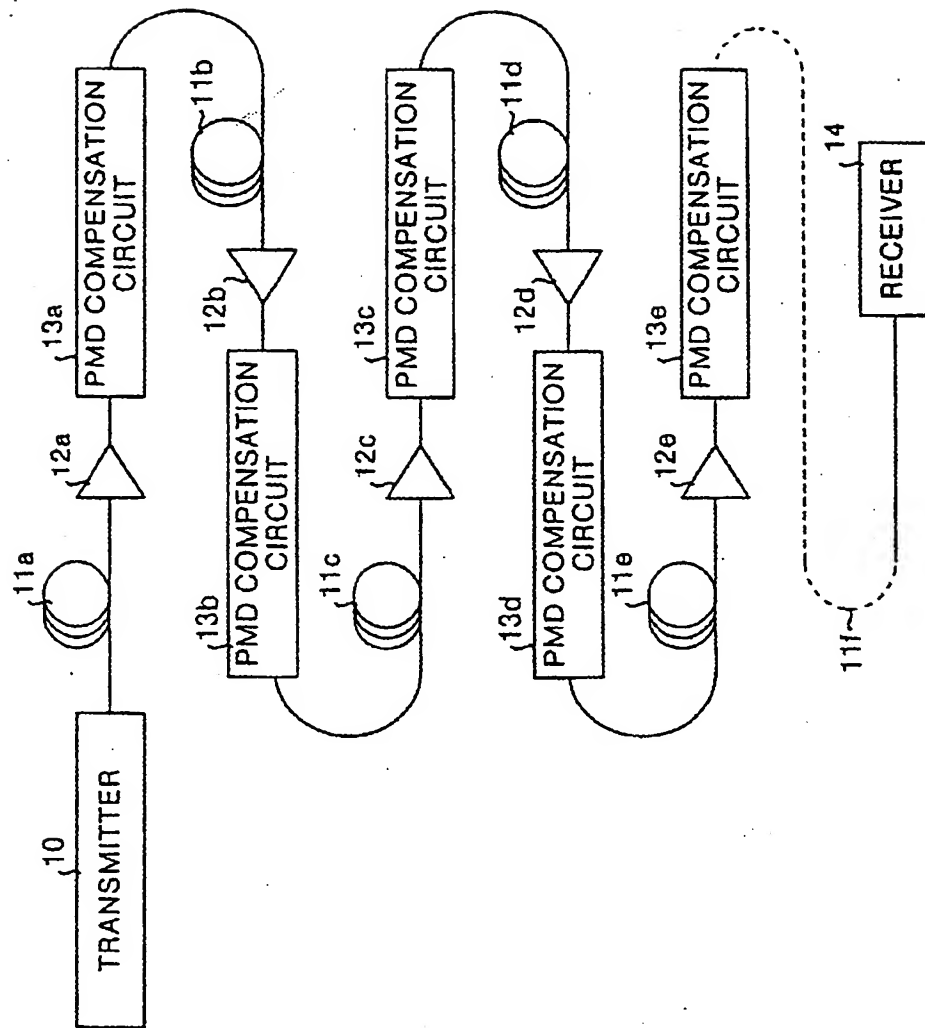 10
TRANSMITTER
11a
12a
13a
PMD COMPENSATION
CIRCUIT
11b
12b
13b
PMD COMPENSATION
CIRCUIT
11c
12c
13c
PMD COMPENSATION
CIRCUIT
11d
12d
13d
PMD COMPENSATION
CIRCUIT
11e
12e
13e
PMD COMPENSATION
CIRCUIT
11f
14
RECEIVER